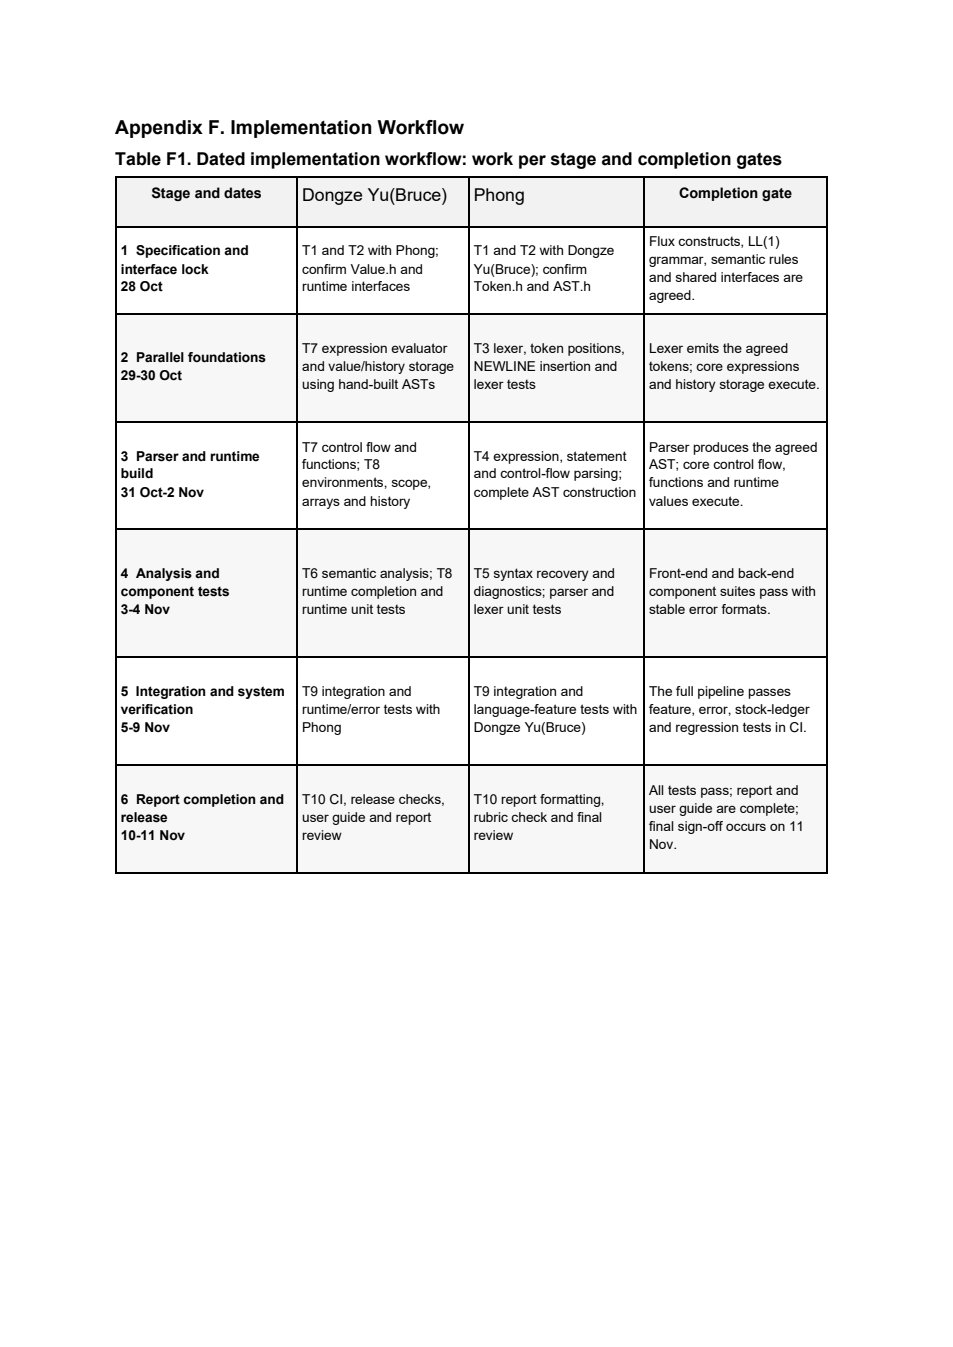 Appendix F. Implementation Workflow
Table F1. Dated implementation workflow: work per stage and completion gates
Stage and dates
Dongze Yu(Bruce)
Phong
Completion gate
1 Specification and
interface lock
28 Oct
T1 and T2 with Phong;
confirm Value.h and
runtime interfaces
T1 and T2 with Dongze
Yu(Bruce); confirm
Token.h and AST.h
Flux constructs, LL(1)
grammar, semantic rules
and shared interfaces are
agreed.
2 Parallel foundations
29-30 Oct
T7 expression evaluator
and value/history storage
using hand-built ASTs
T3 lexer, token positions,
NEWLINE insertion and
lexer tests
Lexer emits the agreed
tokens; core expressions
and history storage execute.
3 Parser and runtime
build
31 Oct-2 Nov
T7 control flow and
functions; T8
environments, scope,
arrays and history
T4 expression, statement
and control-flow parsing;
complete AST construction
Parser produces the agreed
AST; core control flow,
functions and runtime
values execute.
4 Analysis and
component tests
3-4 Nov
T6 semantic analysis; T8
runtime completion and
runtime unit tests
T5 syntax recovery and
diagnostics; parser and
lexer unit tests
Front-end and back-end
component suites pass with
stable error formats.
5 Integration and system
verification
5-9 Nov
T9 integration and
runtime/error tests with
Phong
T9 integration and
language-feature tests with
Dongze Yu(Bruce)
The full pipeline passes
feature, error, stock-ledger
and regression tests in CI.
6 Report completion and
release
10-11 Nov
T10 CI, release checks,
user guide and report
review
T10 report formatting,
rubric check and final
review
All tests pass; report and
user guide are complete;
final sign-off occurs on 11
Nov.